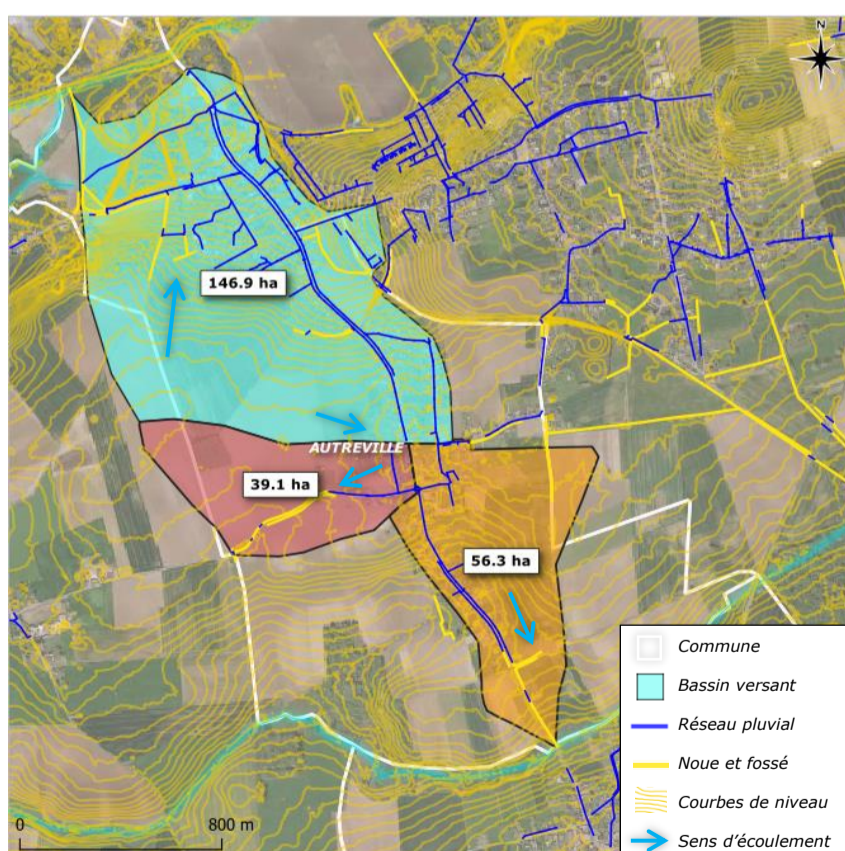 N
146.9 ha
AUTREVILLE
39.1 ha
56.3 ha
Commune
Bassin versant
Réseau pluvial
Noue et fossé
Courbes de niveau
Sens d'écoulement
0 800 m